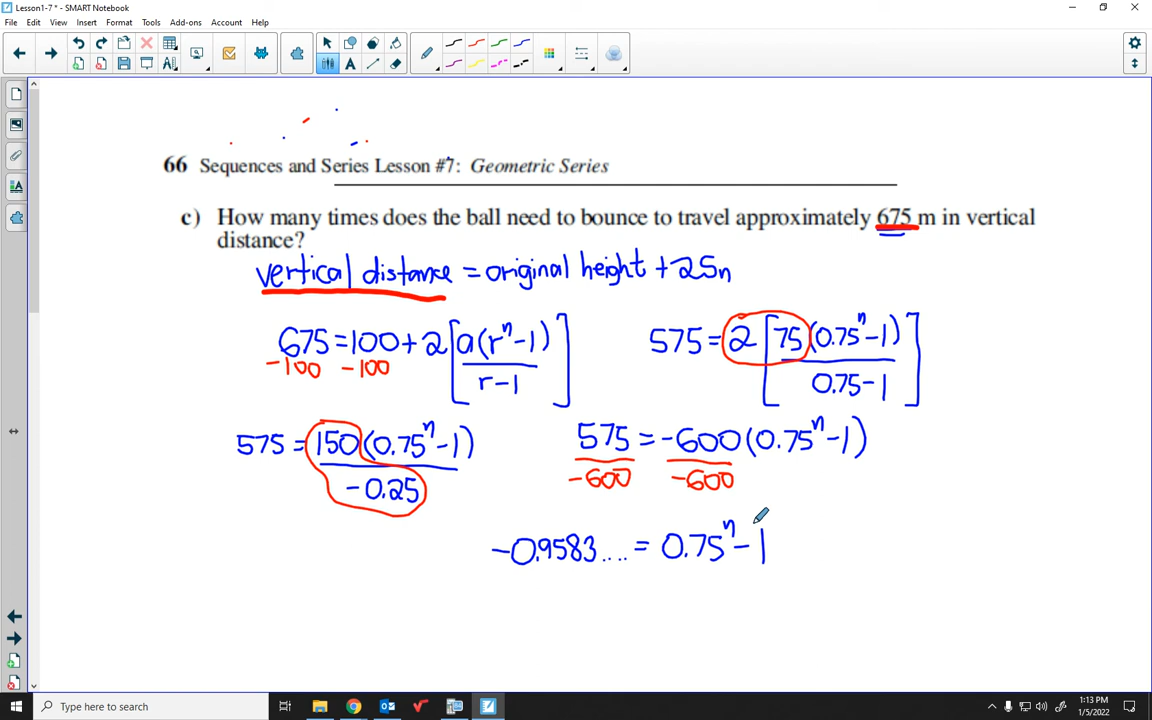 Lesson1-7 * - SMART Notebook
File Edit View Insert Format Tools Add-ons Account Help
66 Sequences and Series Lesson #7: Geometric Series
c) How many times does the ball need to bounce to travel approximately 675 m in vertical
distance?
vertical distance = original height + 2Sn
675 = 100 + 2 [a(r^n - 1) / r - 1]
-100 -100
575 = 2 [75(0.75^n - 1) / 0.75 - 1]
575 = 150(0.75^n - 1) / -0.25
575 = -600(0.75^n - 1)
-600 -600
-0.9583.... = 0.75^n - 1
Type here to search
1:13 PM
1/5/2022